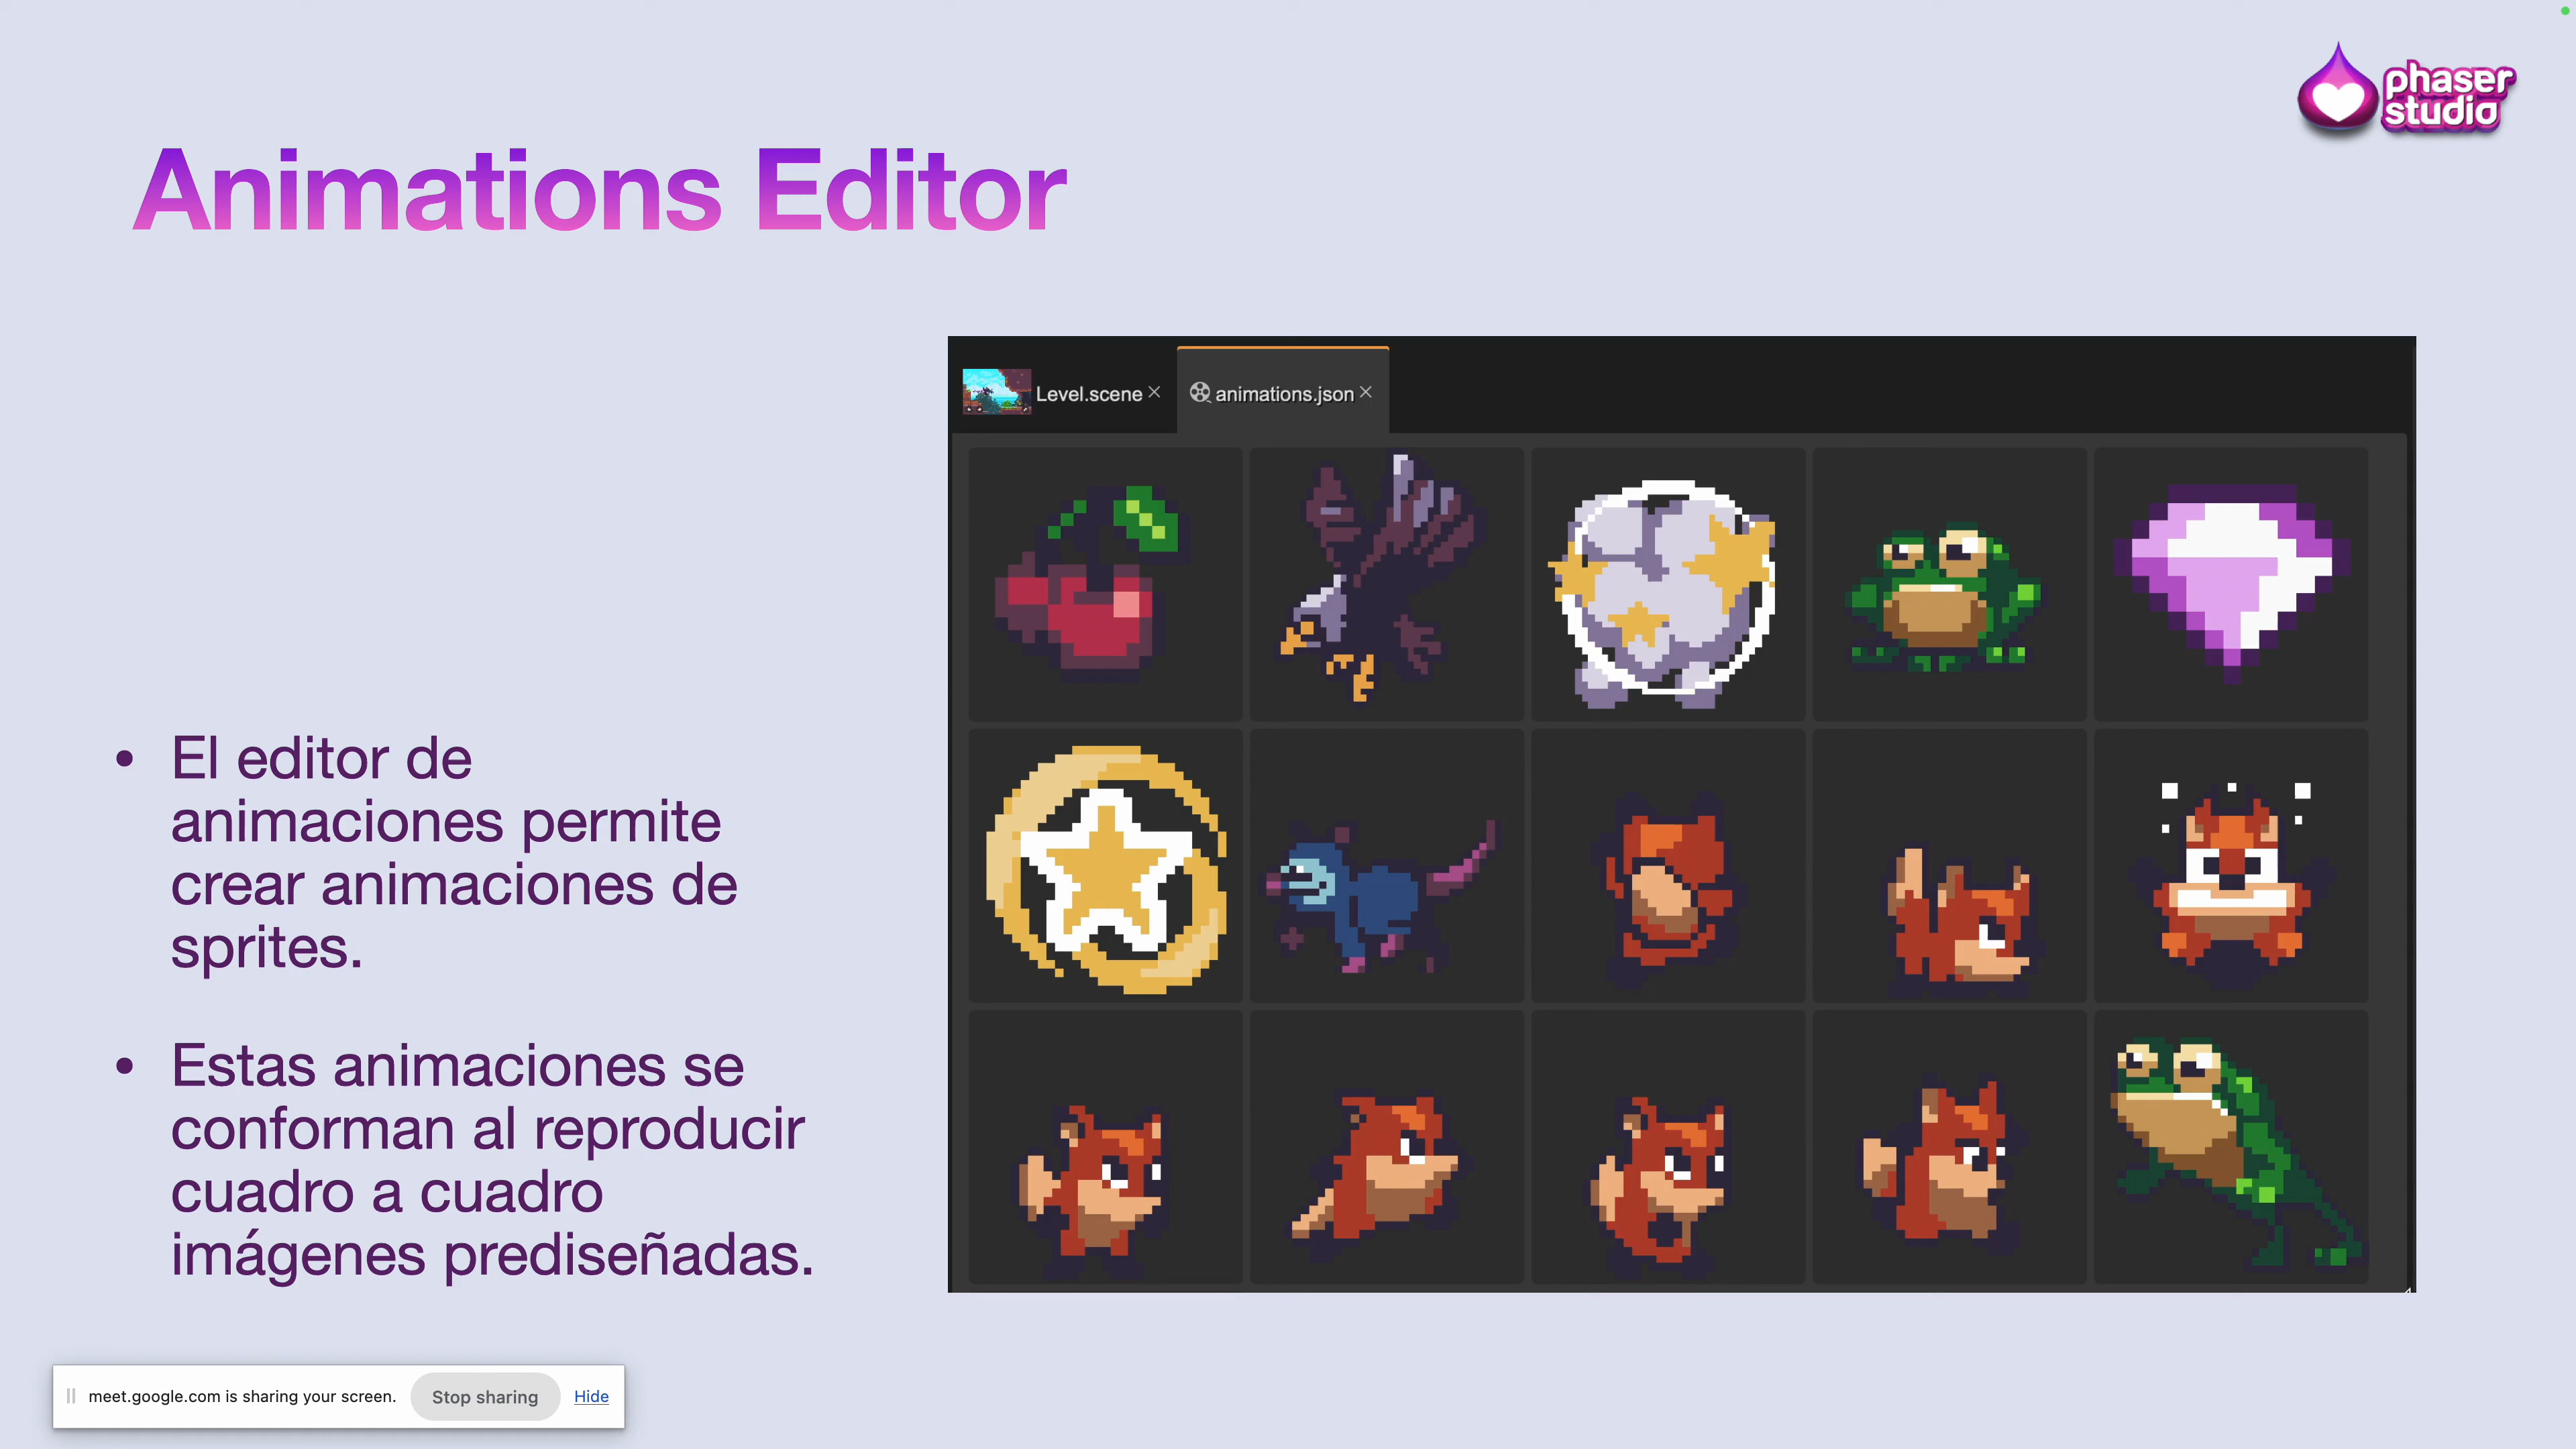 phaser
studio
Animations Editor
Level.scene
animations.json
• El editor de
animaciones permite
crear animaciones de
sprites.
• Estas animaciones se
conforman al reproducir
cuadro a cuadro
imágenes prediseñadas.
meet.google.com is sharing your screen.
Stop sharing
Hide